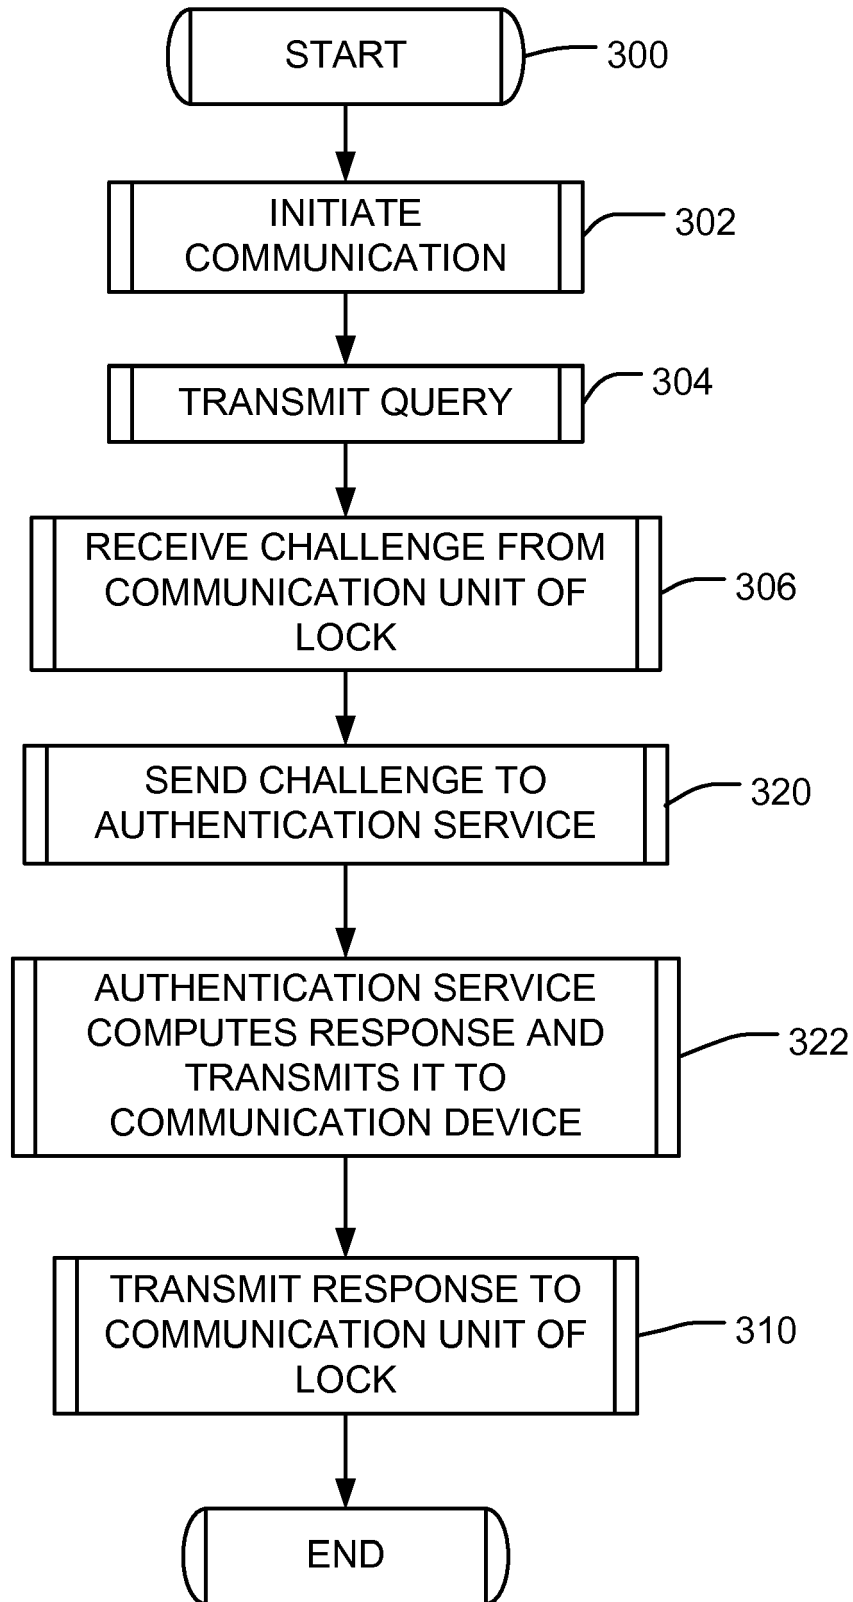 START
300
INITIATE
COMMUNICATION
302
TRANSMIT QUERY
304
RECEIVE CHALLENGE FROM
COMMUNICATION UNIT OF
LOCK
306
SEND CHALLENGE TO
AUTHENTICATION SERVICE
320
AUTHENTICATION SERVICE
COMPUTES RESPONSE AND
TRANSMITS IT TO
COMMUNICATION DEVICE
322
TRANSMIT RESPONSE TO
COMMUNICATION UNIT OF
LOCK
310
END